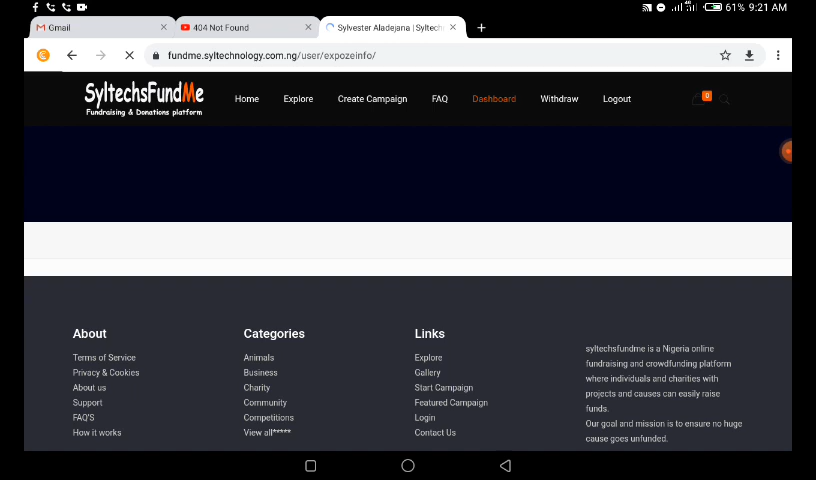 61% 9:21 AM
Gmail
404 Not Found
Sylvester Aladejana | Syltech
fundme.syltechnology.com.ng/user/expozeinfo/
SyltechsFundMe
Fundraising & Donations platform
Home Explore Create Campaign FAQ Dashboard Withdraw Logout
0
About
Terms of Service
Privacy & Cookies
About us
Support
FAQ'S
How it works
Categories
Animals
Business
Charity
Community
Competitions
View all*****
Links
Explore
Gallery
Start Campaign
Featured Campaign
Login
Contact Us
syltechsfundme is a Nigeria online
fundraising and crowdfunding platform
where individuals and charities with
projects and causes can easily raise
funds.
Our goal and mission is to ensure no huge
cause goes unfunded.